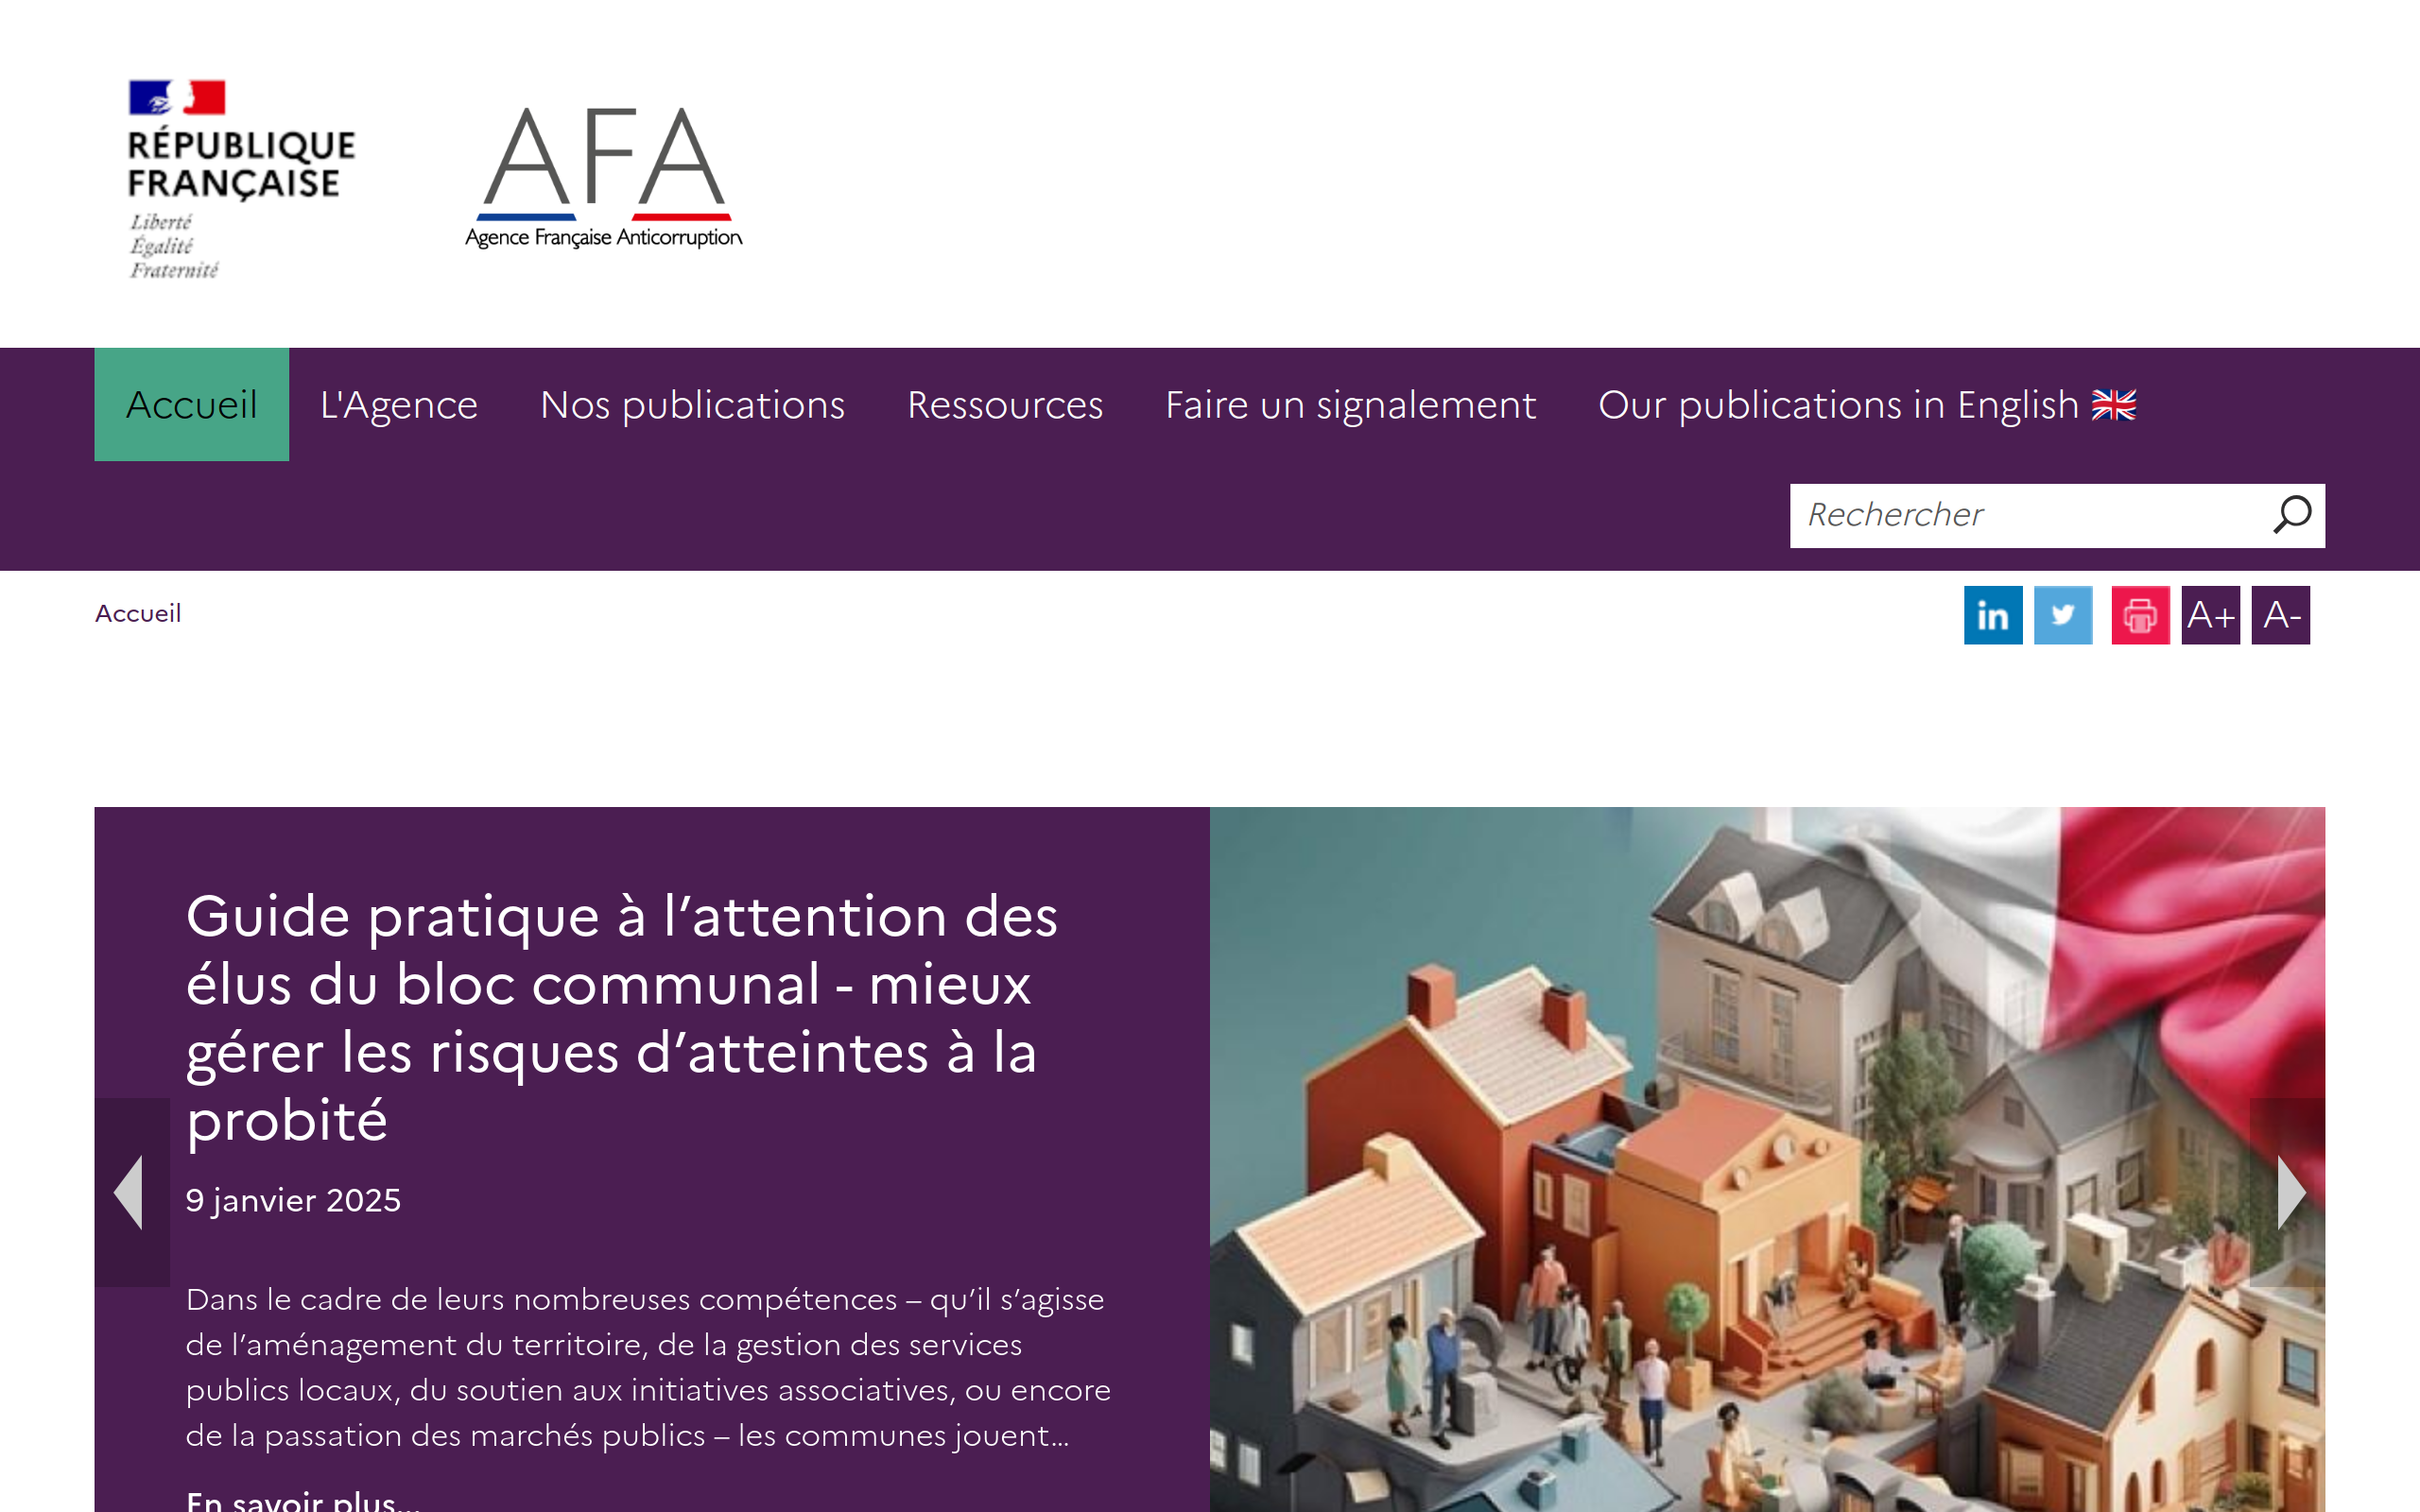 RÉPUBLIQUE
FRANÇAISE
Liberté
Égalité
Fraternité
AFA
Agence Française Anticorruption
Accueil L'Agence Nos publications Ressources Faire un signalement Our publications in English 🇬🇧
Rechercher
Accueil
in A+ A-
Guide pratique à l’attention des
élus du bloc communal - mieux
gérer les risques d’atteintes à la
probité
9 janvier 2025
Dans le cadre de leurs nombreuses compétences – qu’il s’agisse
de l’aménagement du territoire, de la gestion des services
publics locaux, du soutien aux initiatives associatives, ou encore
de la passation des marchés publics – les communes jouent…
En savoir plus...